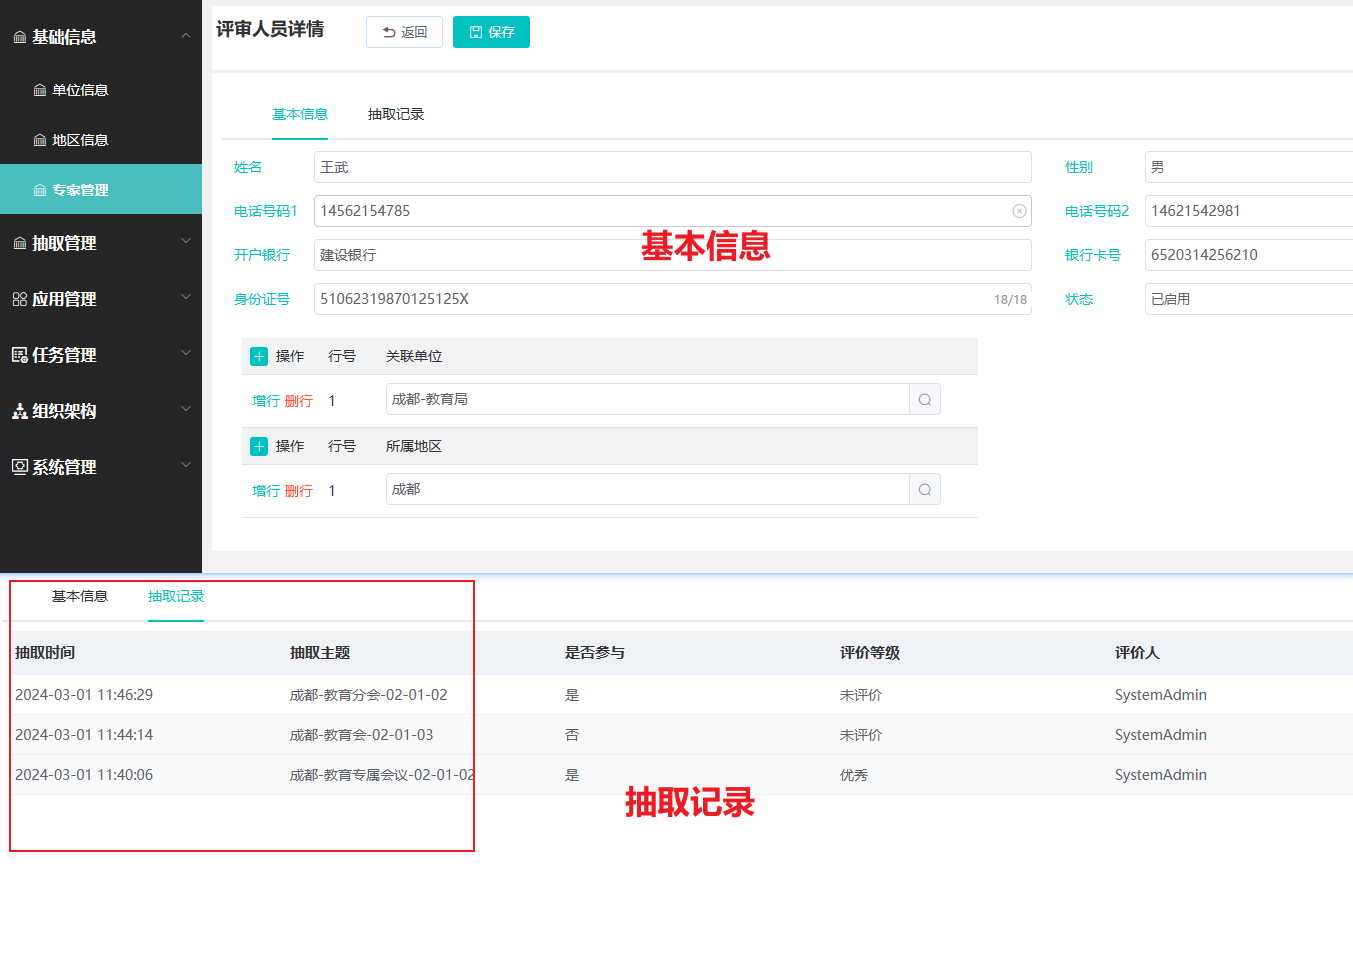 基础信息
单位信息
地区信息
专家管理
抽取管理
应用管理
任务管理
组织架构
系统管理
评审人员详情 返回 保存
基本信息 抽取记录
姓名 王武 性别 男
电话号码1 14562154785 电话号码2 14621542981
基本信息
开户银行 建设银行 银行卡号 6520314256210
身份证号 51062319870125125X 18/18 状态 已启用
操作 行号 关联单位
增行 删行 1 成都-教育局
操作 行号 所属地区
增行 删行 1 成都
基本信息 抽取记录
抽取时间 抽取主题 是否参与 评价等级 评价人
2024-03-01 11:46:29 成都-教育分会-02-01-02 是 未评价 SystemAdmin
2024-03-01 11:44:14 成都-教育会-02-01-03 否 未评价 SystemAdmin
2024-03-01 11:40:06 成都-教育专属会议-02-01-02 是 优秀 SystemAdmin
抽取记录